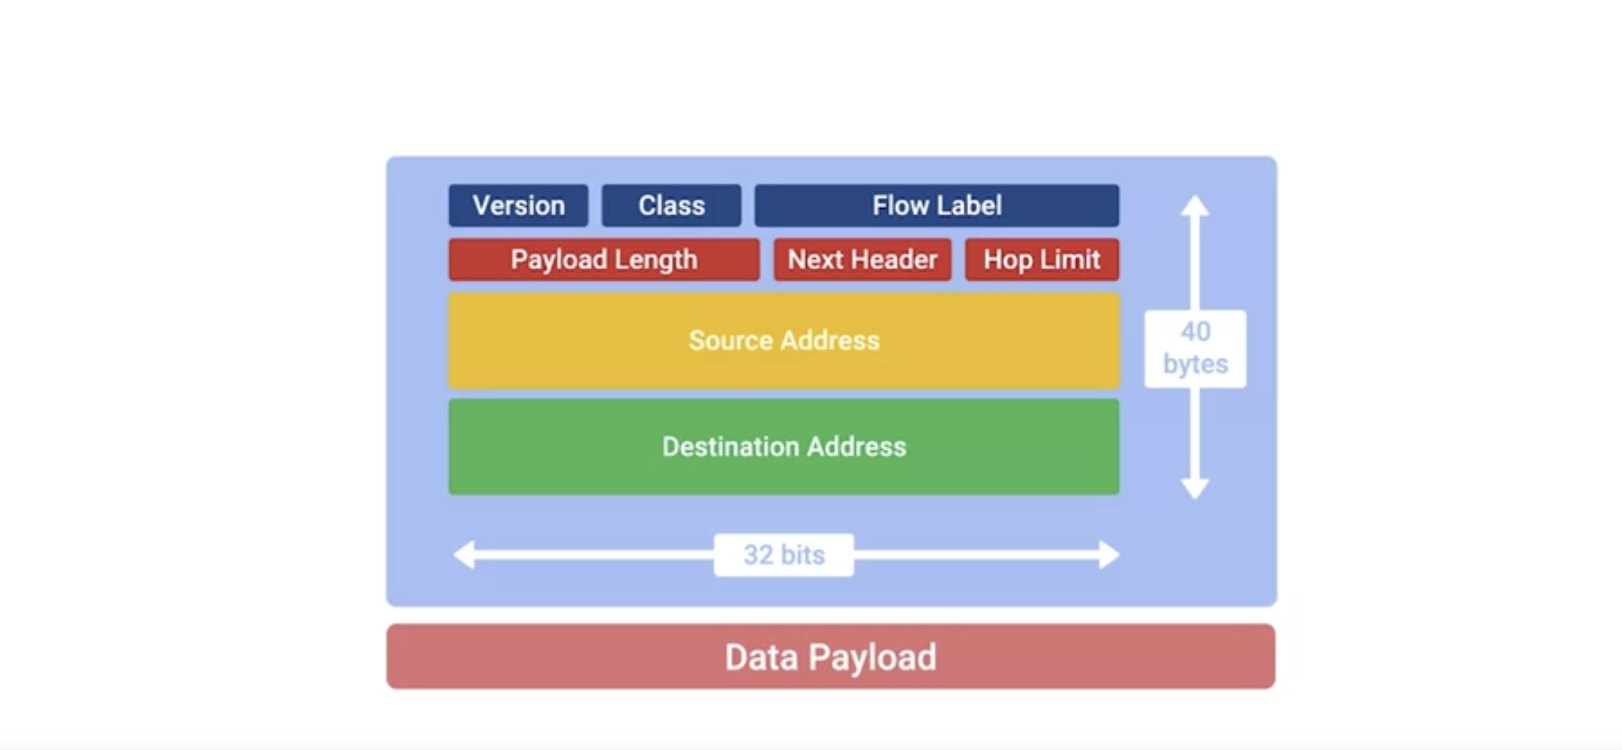 Version Class Flow Label
Payload Length Next Header Hop Limit
Source Address
40
bytes
Destination Address
32 bits
Data Payload